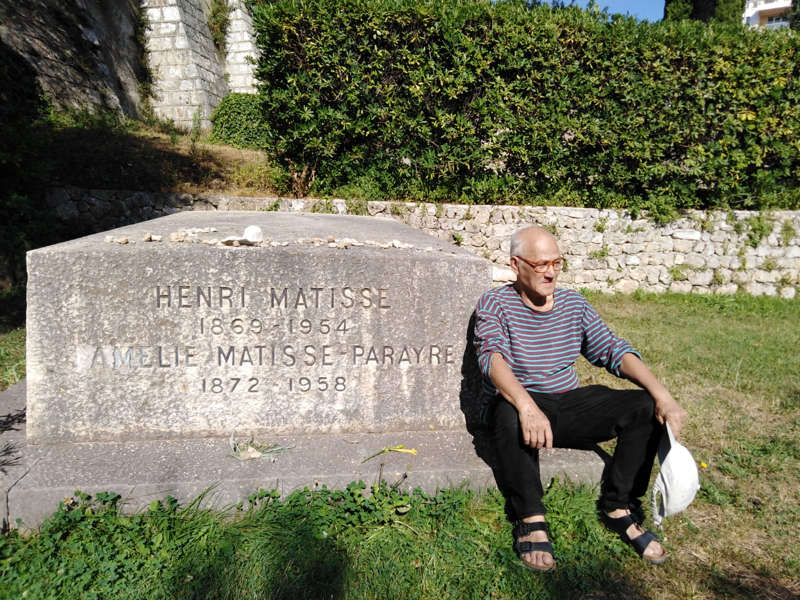 HENRI MATISSE
1869-1954
AMELIE MATISSE-PARAYRE
1872-1958